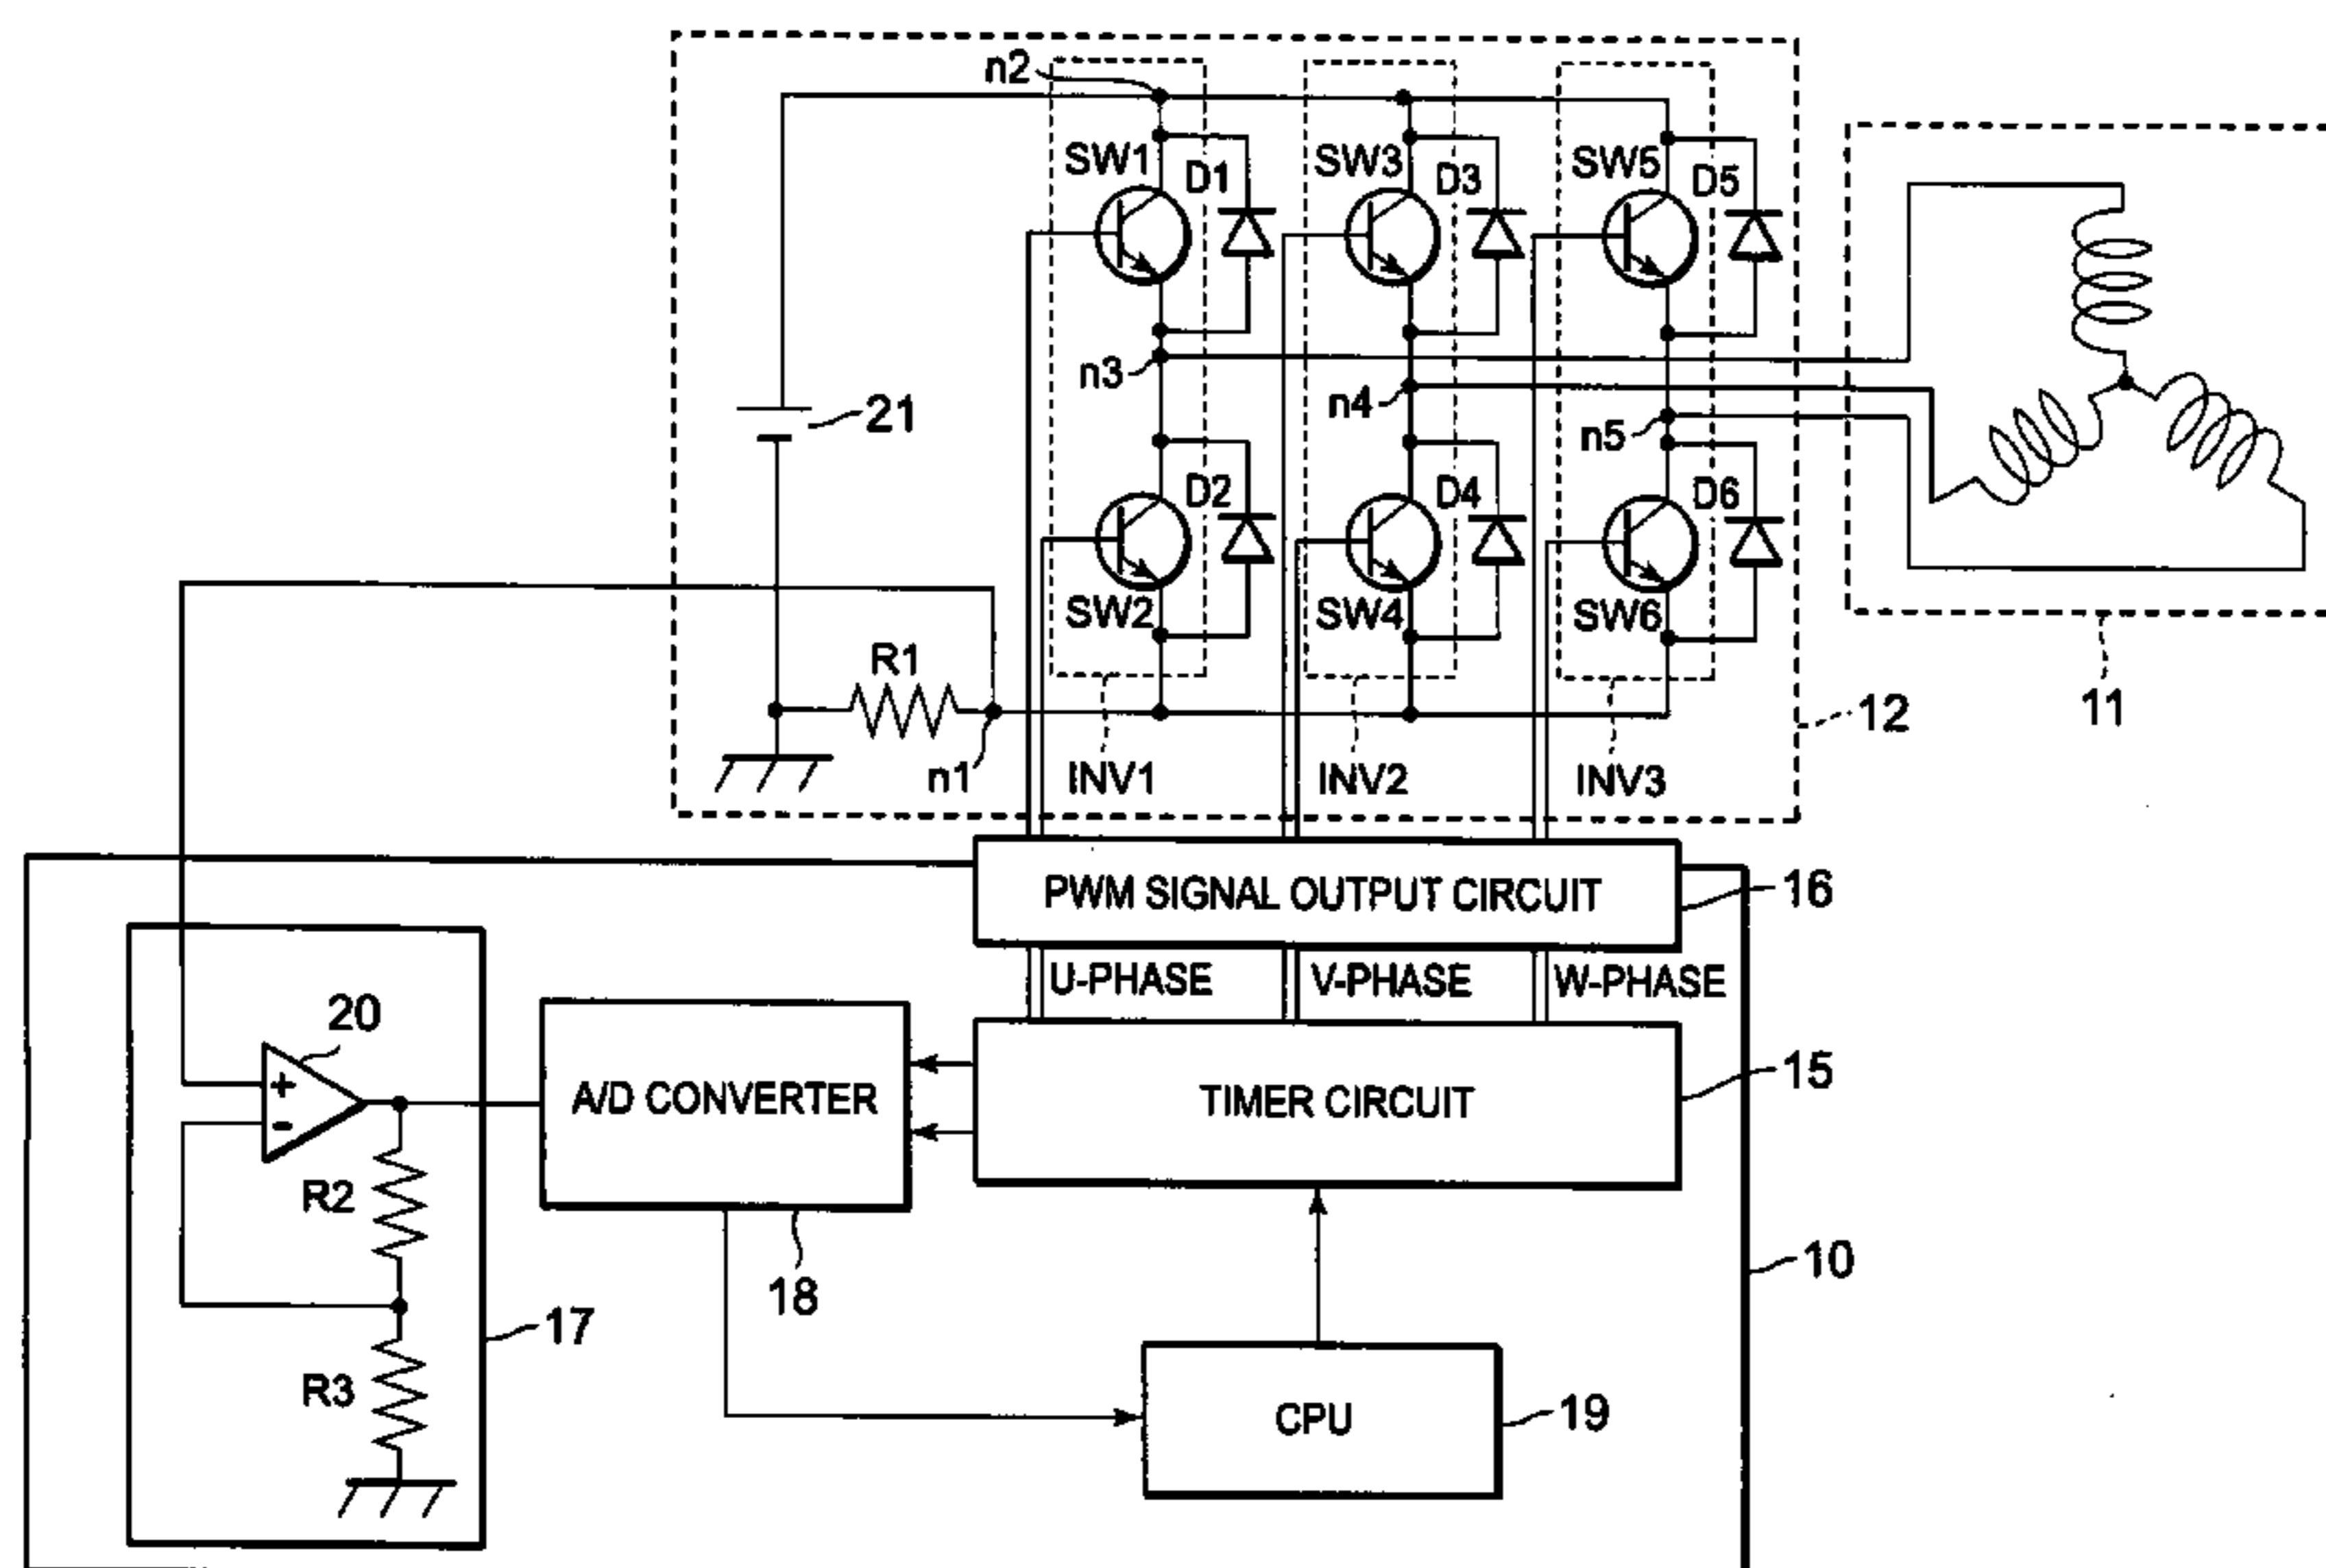 n2
SW1
D1
SW3
D3
SW5
D5
n3
n4
n5
21
SW2
D2
SW4
D4
SW6
D6
R1
n1
INV1
INV2
INV3
12
11
PWM SIGNAL OUTPUT CIRCUIT
16
U-PHASE
V-PHASE
W-PHASE
20
+
-
A/D CONVERTER
TIMER CIRCUIT
15
R2
18
10
17
R3
CPU
19